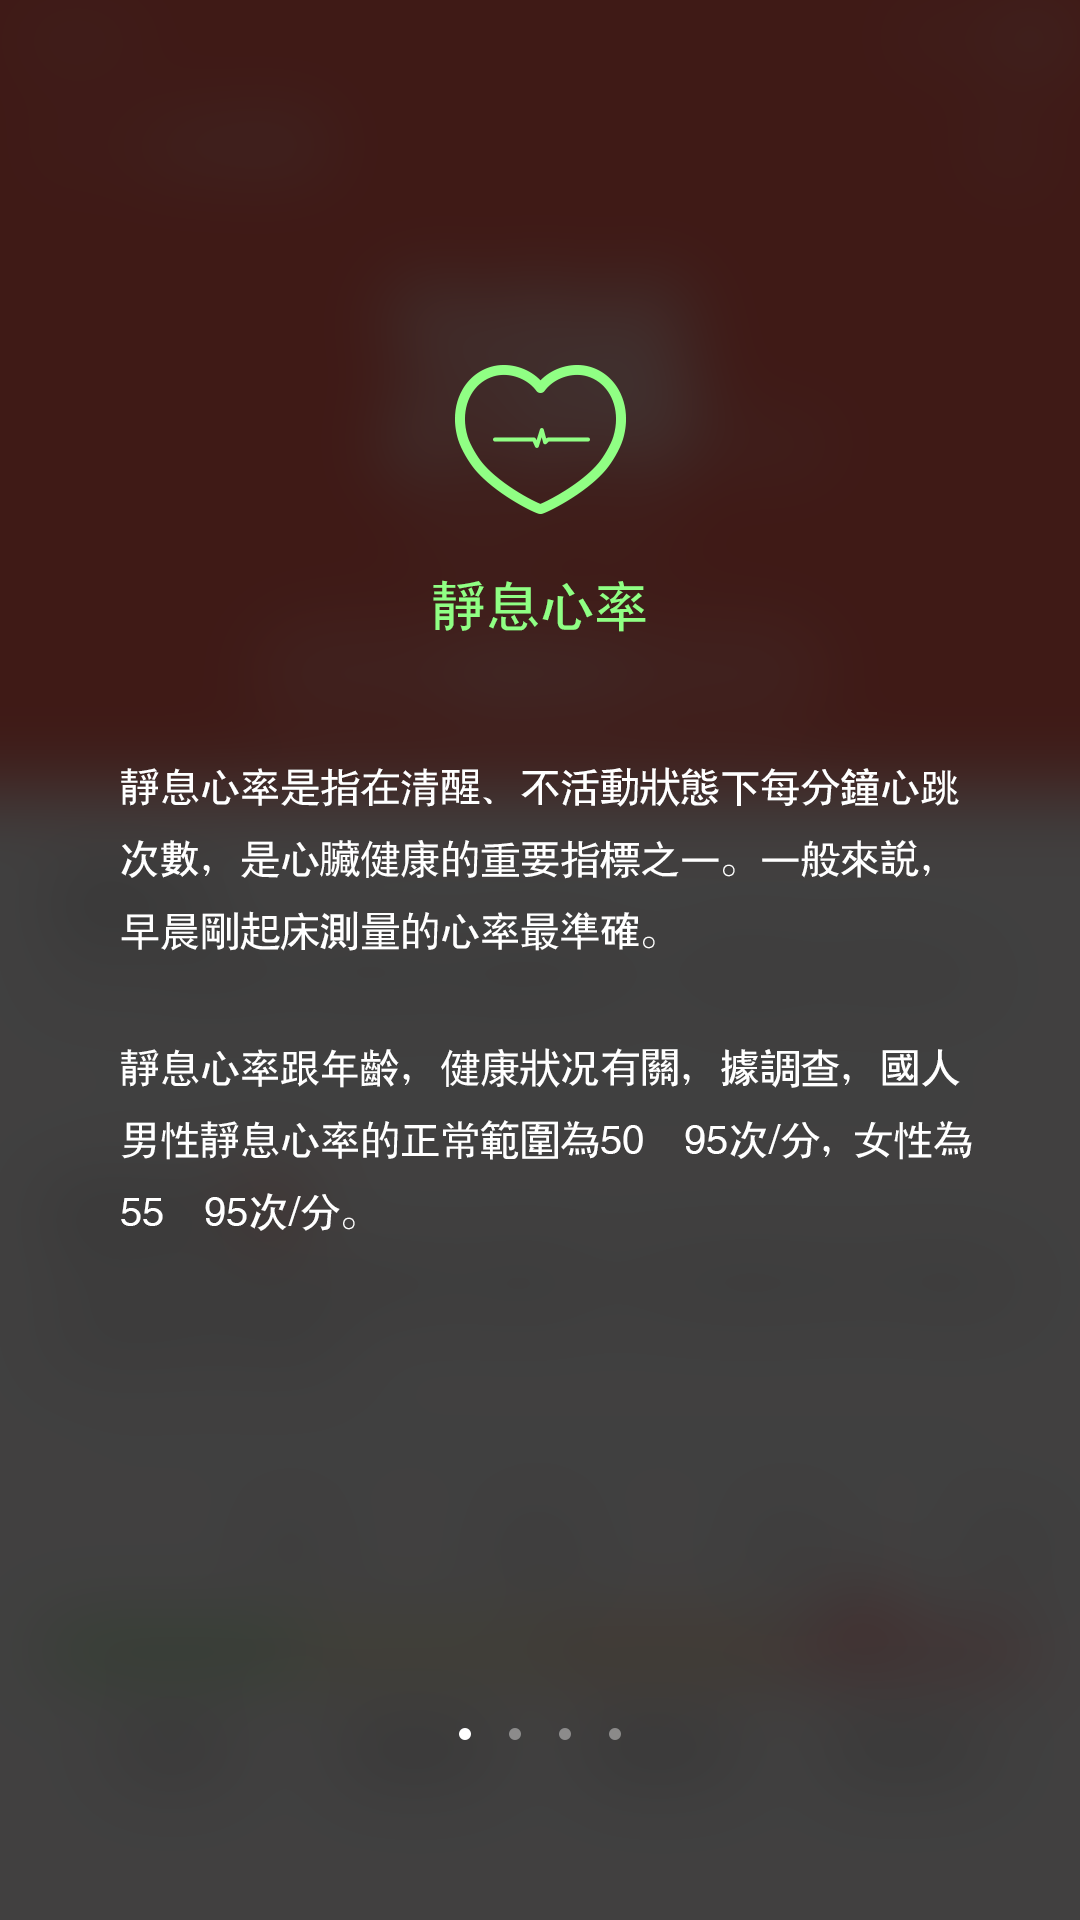 靜息心率
靜息心率是指在清醒、不活動狀態下每分鐘心跳
次數，是心臟健康的重要指標之一。一般來說，
早晨剛起床測量的心率最準確。
靜息心率跟年齡，健康狀況有關，據調查，國人
男性靜息心率的正常範圍為50　95次/分，女性為
55　95次/分。